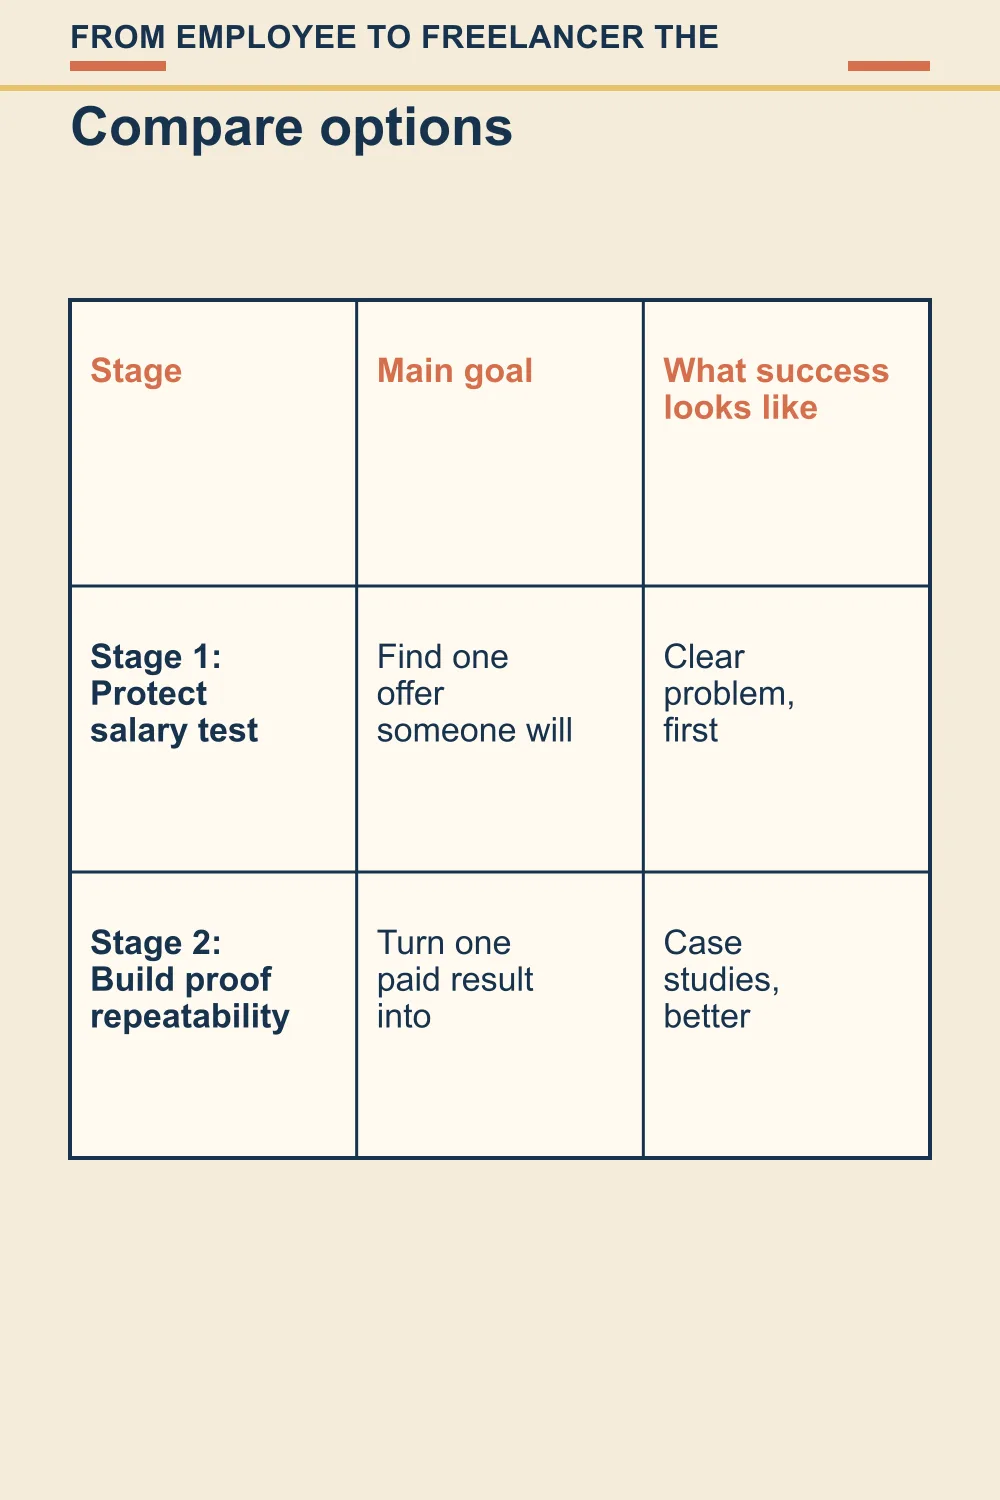 FROM EMPLOYEE TO FREELANCER THE
Compare options
Stage
Main goal
What success
looks like
Stage 1:
Protect
salary test
Find one
offer
someone will
Clear
problem,
first
Stage 2:
Build proof
repeatability
Turn one
paid result
into
Case
studies,
better